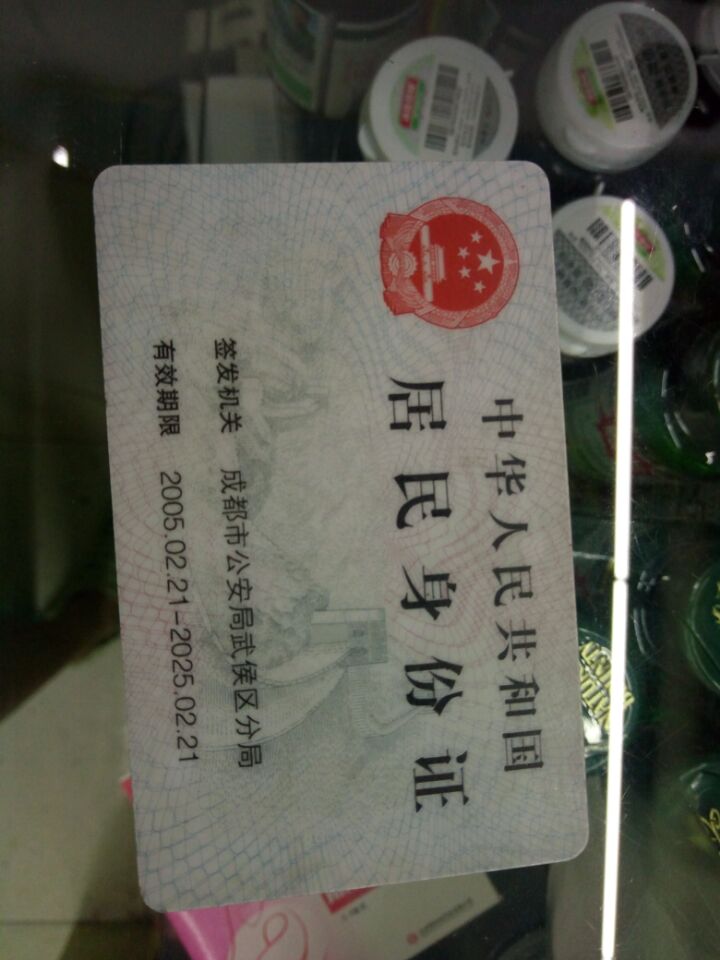 中华人民共和国
居民身份证
签发机关 成都市公安局武侯区分局
有效期限 2005.02.21-2025.02.21